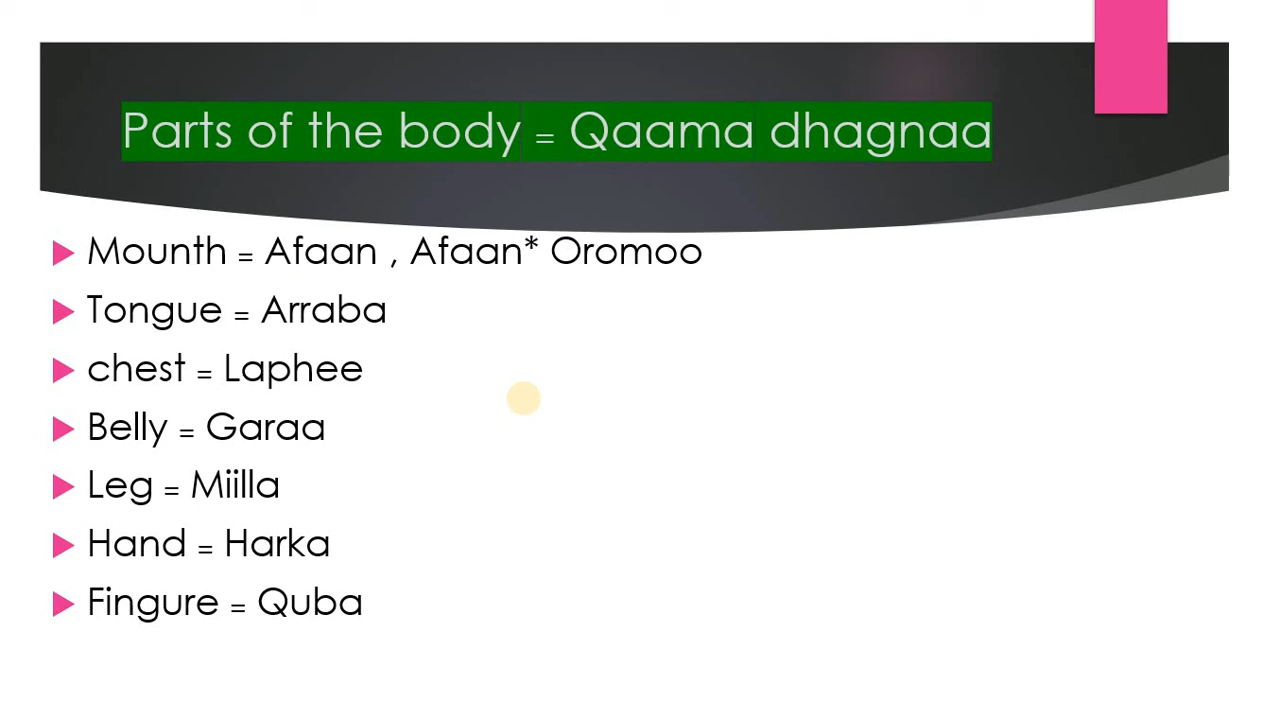 Parts of the body = Qaama dhagnaa
Mounth = Afaan , Afaan* Oromoo
Tongue = Arraba
chest = Laphee
Belly = Garaa
Leg = Miilla
Hand = Harka
Fingure = Quba